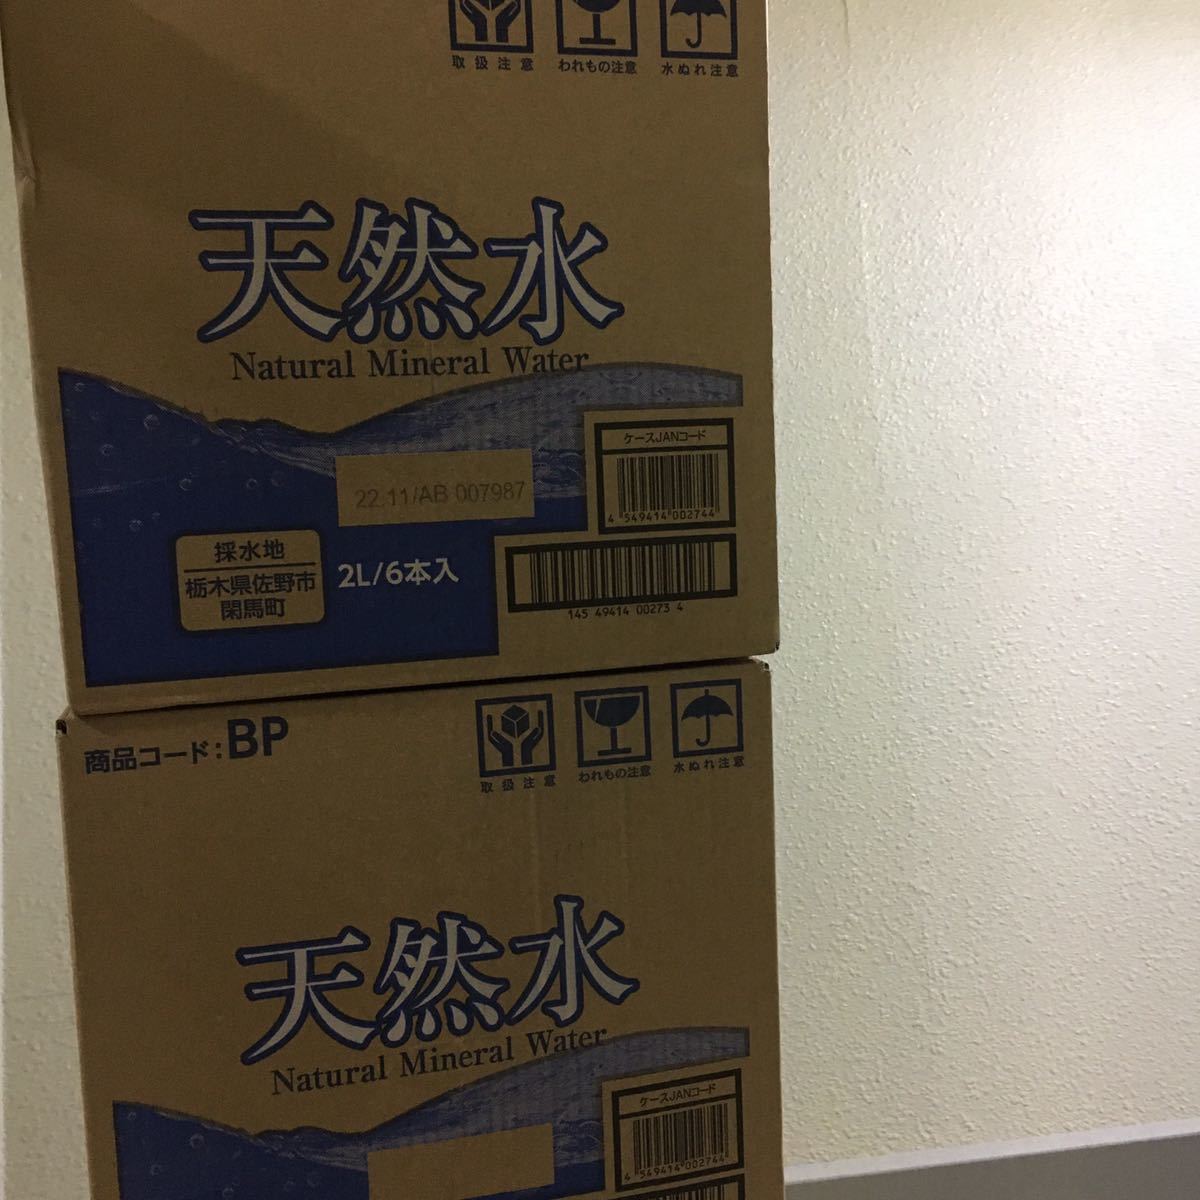 取扱注意 われもの注意 水ぬれ注意
天然水
Natural Mineral Water
ケースJANコード
4 549414 002744
22.11/AB 007987
採水地
栃木県佐野市
閑馬町
2L/6本入
145 49414 00273 4
商品コード:BP
取扱注意 われもの注意 水ぬれ注意
天然水
Natural Mineral Water
ケースJANコード
4 549414 002744